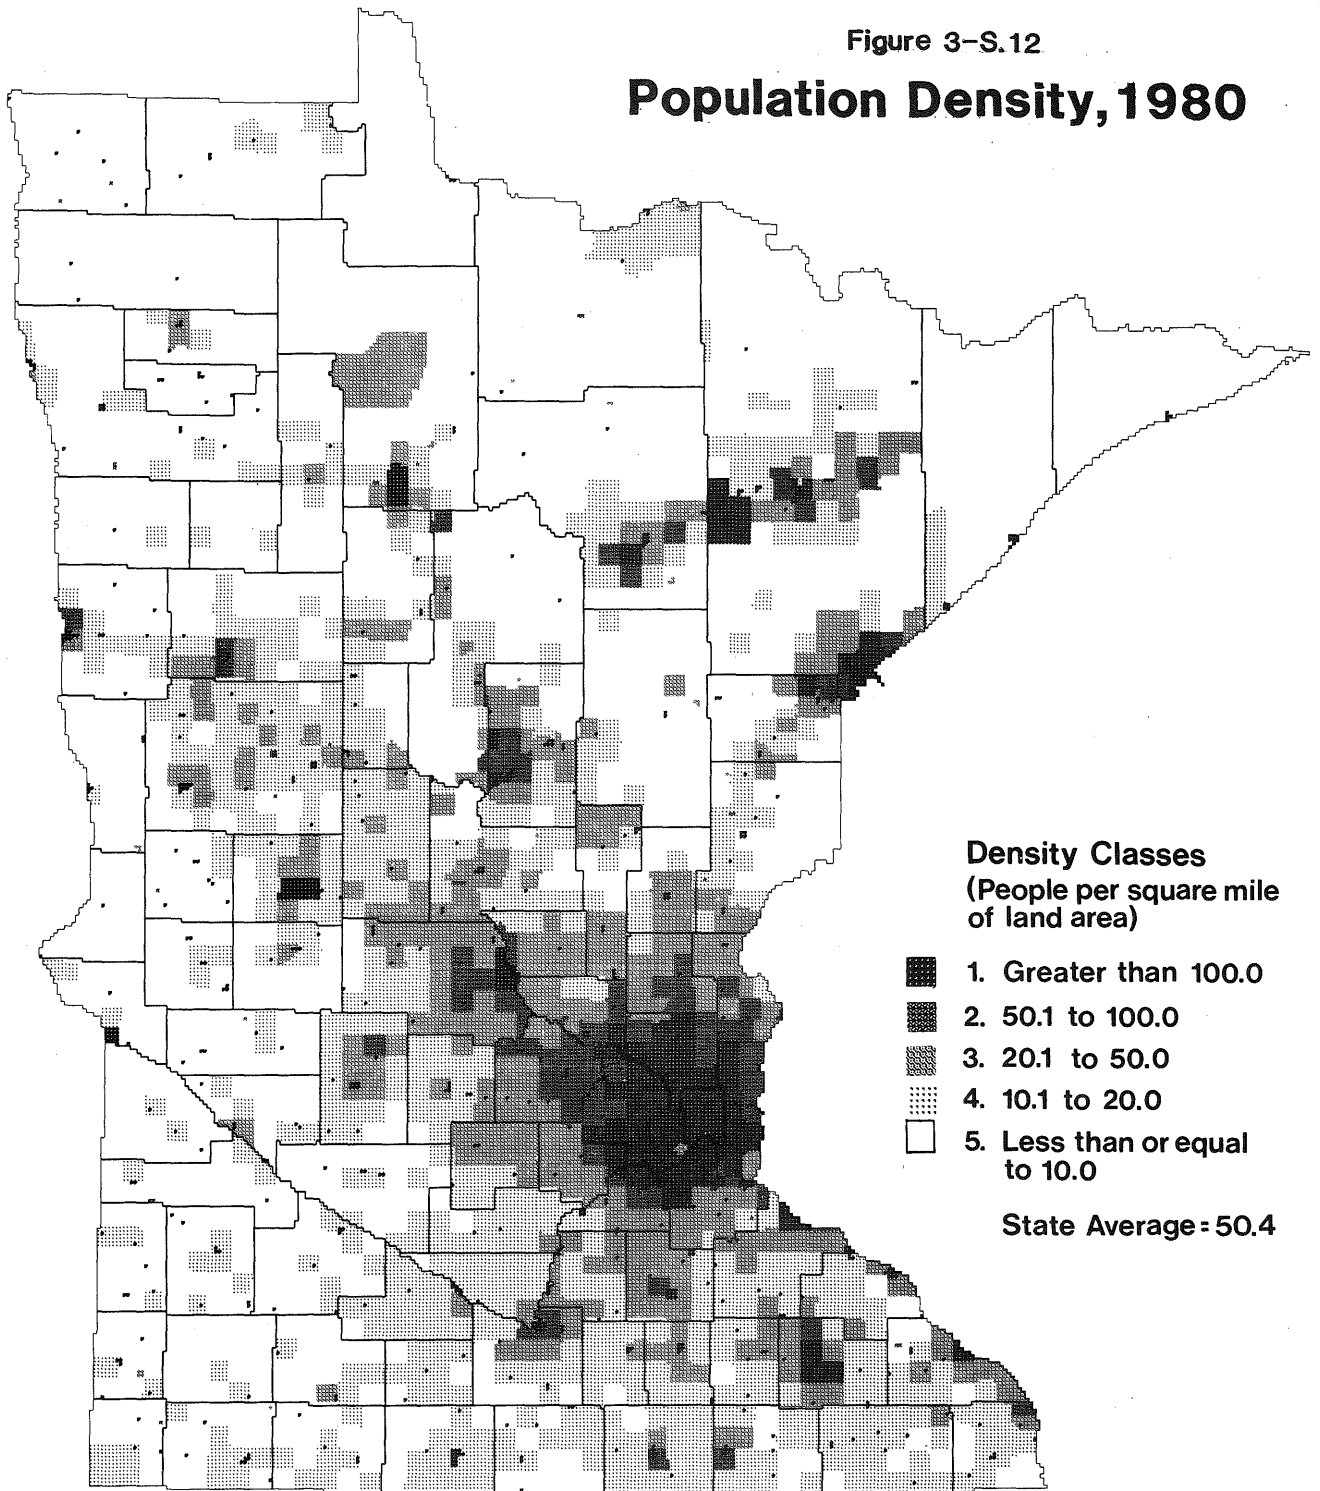 Figure 3-S.12
Population Density, 1980
Density Classes
(People per square mile
of land area)
1. Greater than 100.0
2. 50.1 to 100.0
3. 20.1 to 50.0
4. 10.1 to 20.0
5. Less than or equal
to 10.0
State Average = 50.4